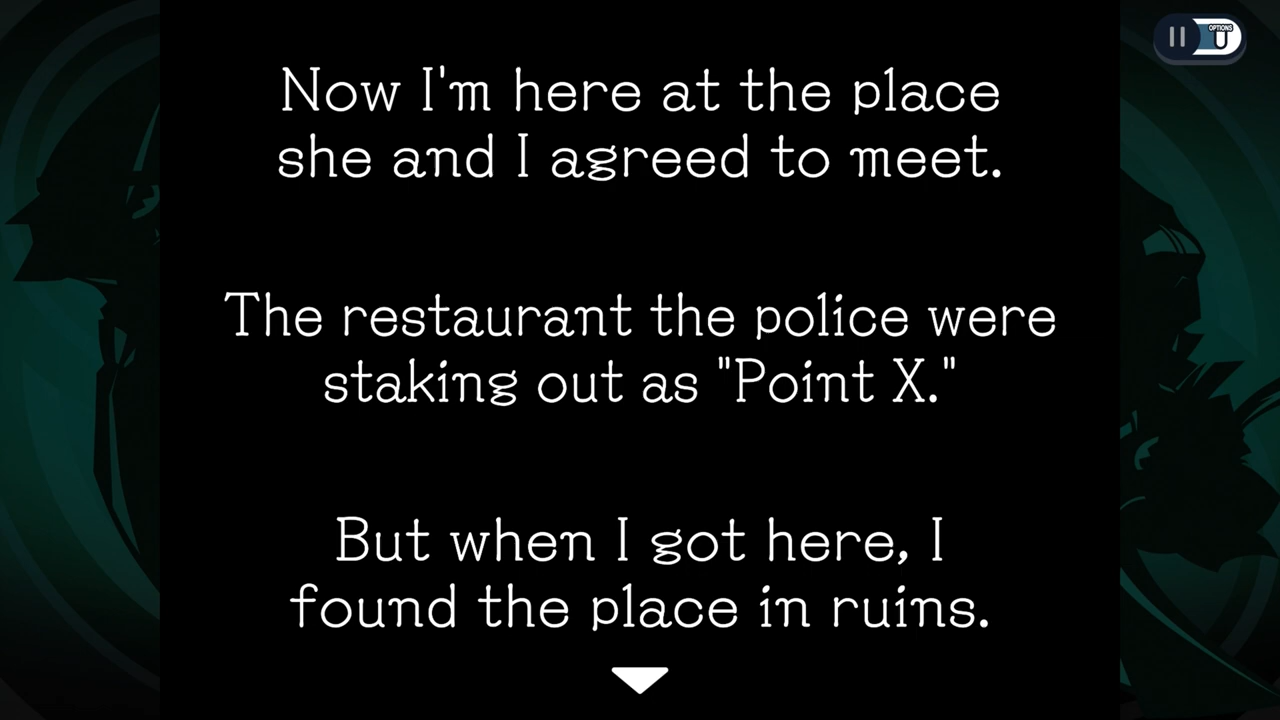 OPTIONS
Now I'm here at the place
she and I agreed to meet.
The restaurant the police were
staking out as "Point X."
But when I got here, I
found the place in ruins.